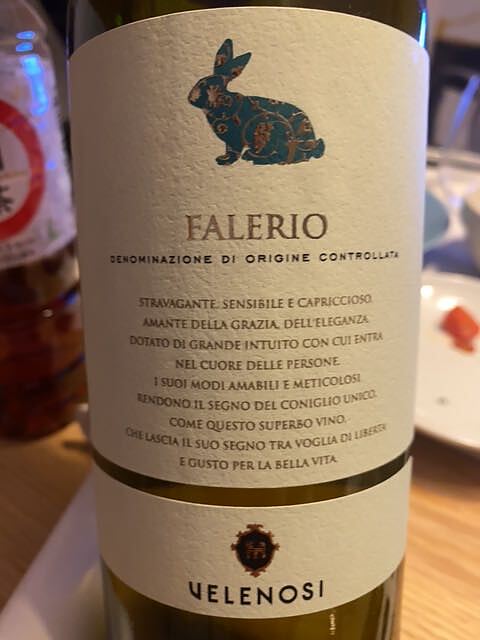 FALERIO
DENOMINAZIONE DI ORIGINE CONTROLLATA
STRAVAGANTE, SENSIBILE E CAPRICCIOSO,
AMANTE DELLA GRAZIA, DELL'ELEGANZA,
DOTATO DI GRANDE INTUITO CON CUI ENTRA
NEL CUORE DELLE PERSONE.
I SUOI MODI AMABILI E METICOLOSI
RENDONO IL SEGNO DEL CONIGLIO UNICO,
COME QUESTO SUPERBO VINO,
CHE LASCIA IL SUO SEGNO TRA VOGLIA DI LIBERTÀ
E GUSTO PER LA BELLA VITA.
VELENOSI